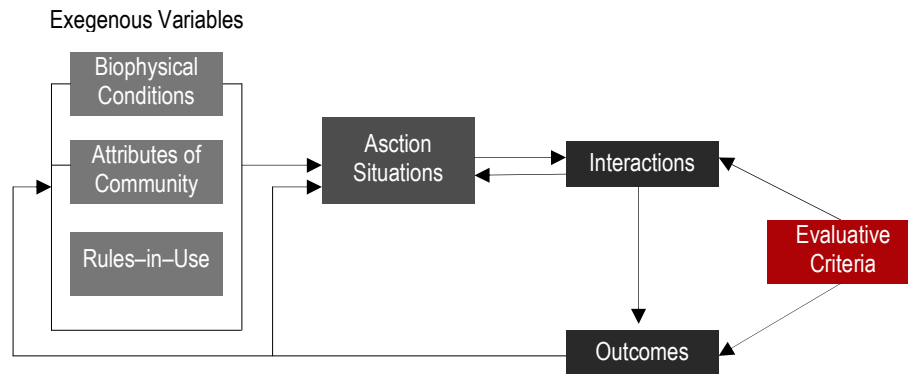 Exegenous Variables
Biophysical
Conditions
Attributes of
Community
Rules–in–Use
Asction
Situations
Interactions
Evaluative
Criteria
Outcomes